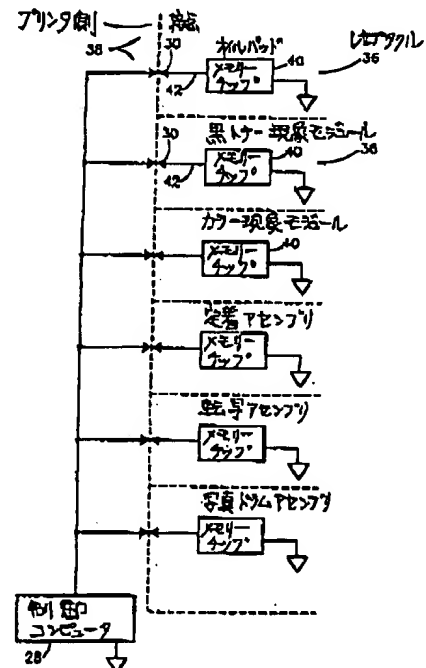 プリンタ側
接点
38
30
オイルパッド
40
レセプタクル
36
42
メモリー
チップ
黒トナー現象モジュール
30
40
36
42
メモリー
チップ
カラー現象モジュール
40
メモリー
チップ
定着アセンブリ
メモリー
チップ
転写アセンブリ
メモリー
チップ
写真ドラムアセンブリ
メモリー
チップ
制御
コンピュータ
28